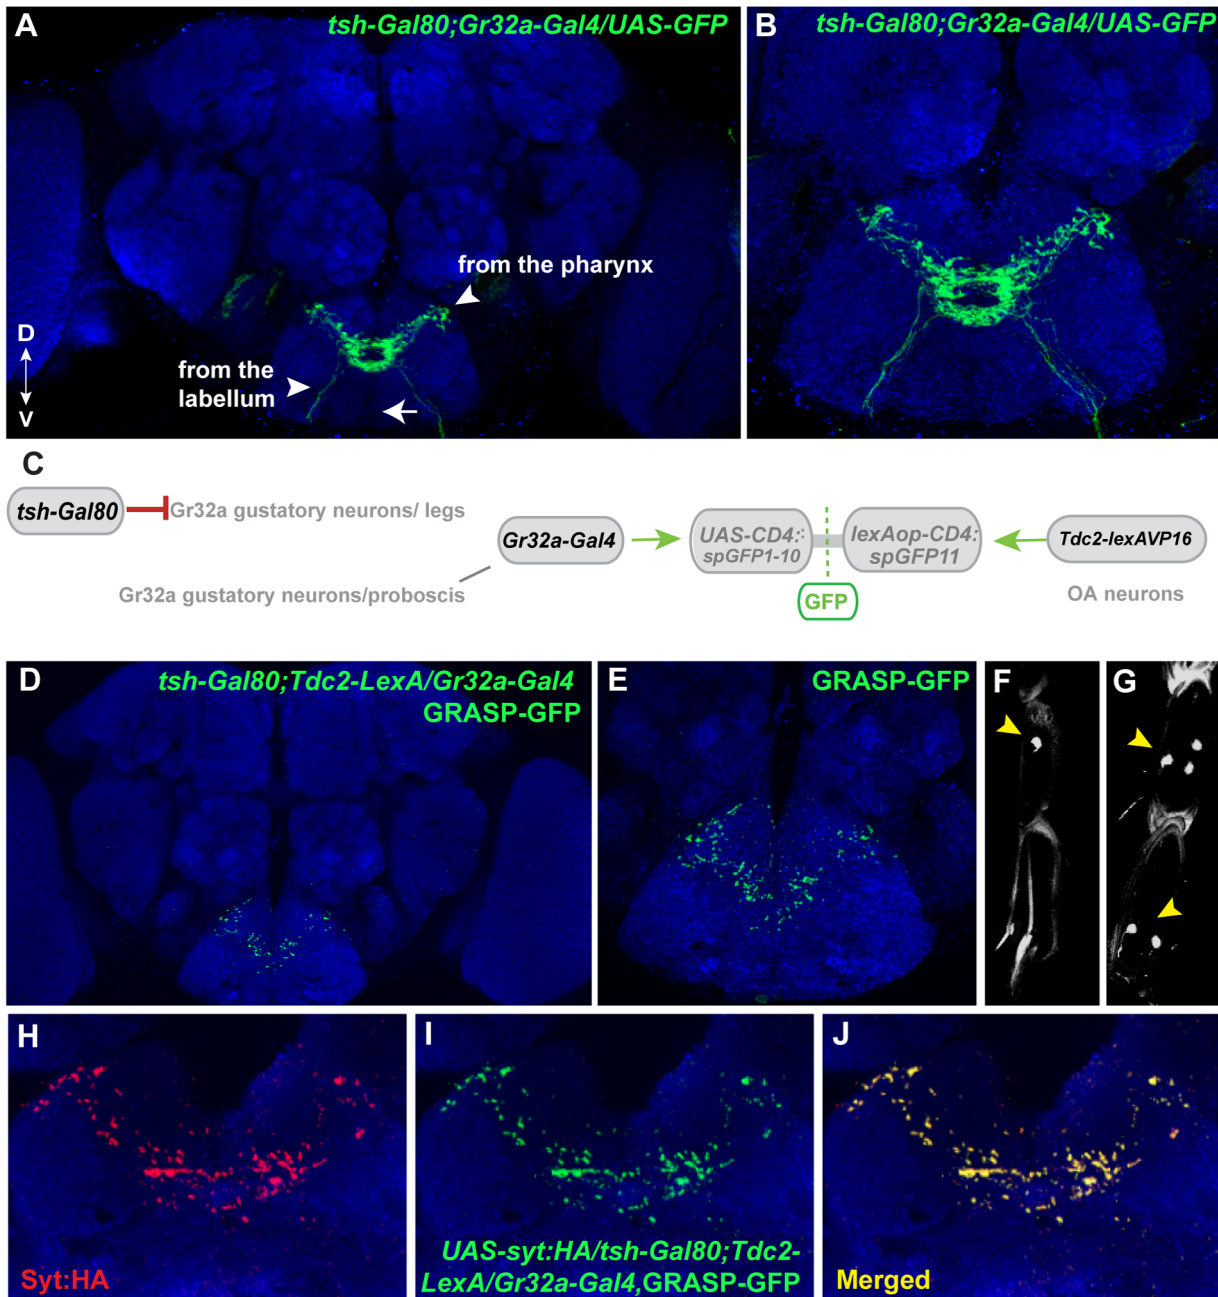 A
tsh-Gal80;Gr32a-Gal4/UAS-GFP
from the pharynx
from the
labellum
D
V
B
tsh-Gal80;Gr32a-Gal4/UAS-GFP
C
tsh-Gal80
Gr32a gustatory neurons/ legs
Gr32a-Gal4
Gr32a gustatory neurons/proboscis
UAS-CD4::
spGFP1-10
lexAop-CD4:
spGFP11
GFP
Tdc2-lexAVP16
OA neurons
D
tsh-Gal80;Tdc2-LexA/Gr32a-Gal4
GRASP-GFP
E
GRASP-GFP
F
G
H
Syt:HA
I
UAS-syt:HA/tsh-Gal80;Tdc2-
LexA/Gr32a-Gal4,GRASP-GFP
J
Merged